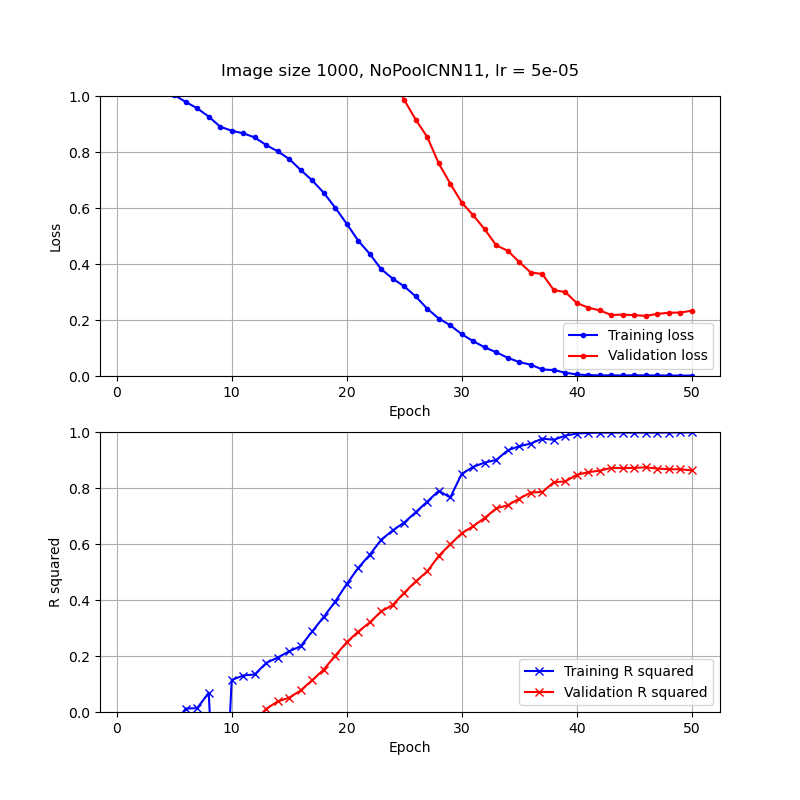 Image size 1000, NoPoolCNN11, lr = 5e-05
1.0
0.8
0.6
0.4
0.2
0.0
Loss
Training loss
Validation loss
0 10 20 30 40 50
Epoch
1.0
0.8
0.6
0.4
0.2
0.0
R squared
Training R squared
Validation R squared
0 10 20 30 40 50
Epoch